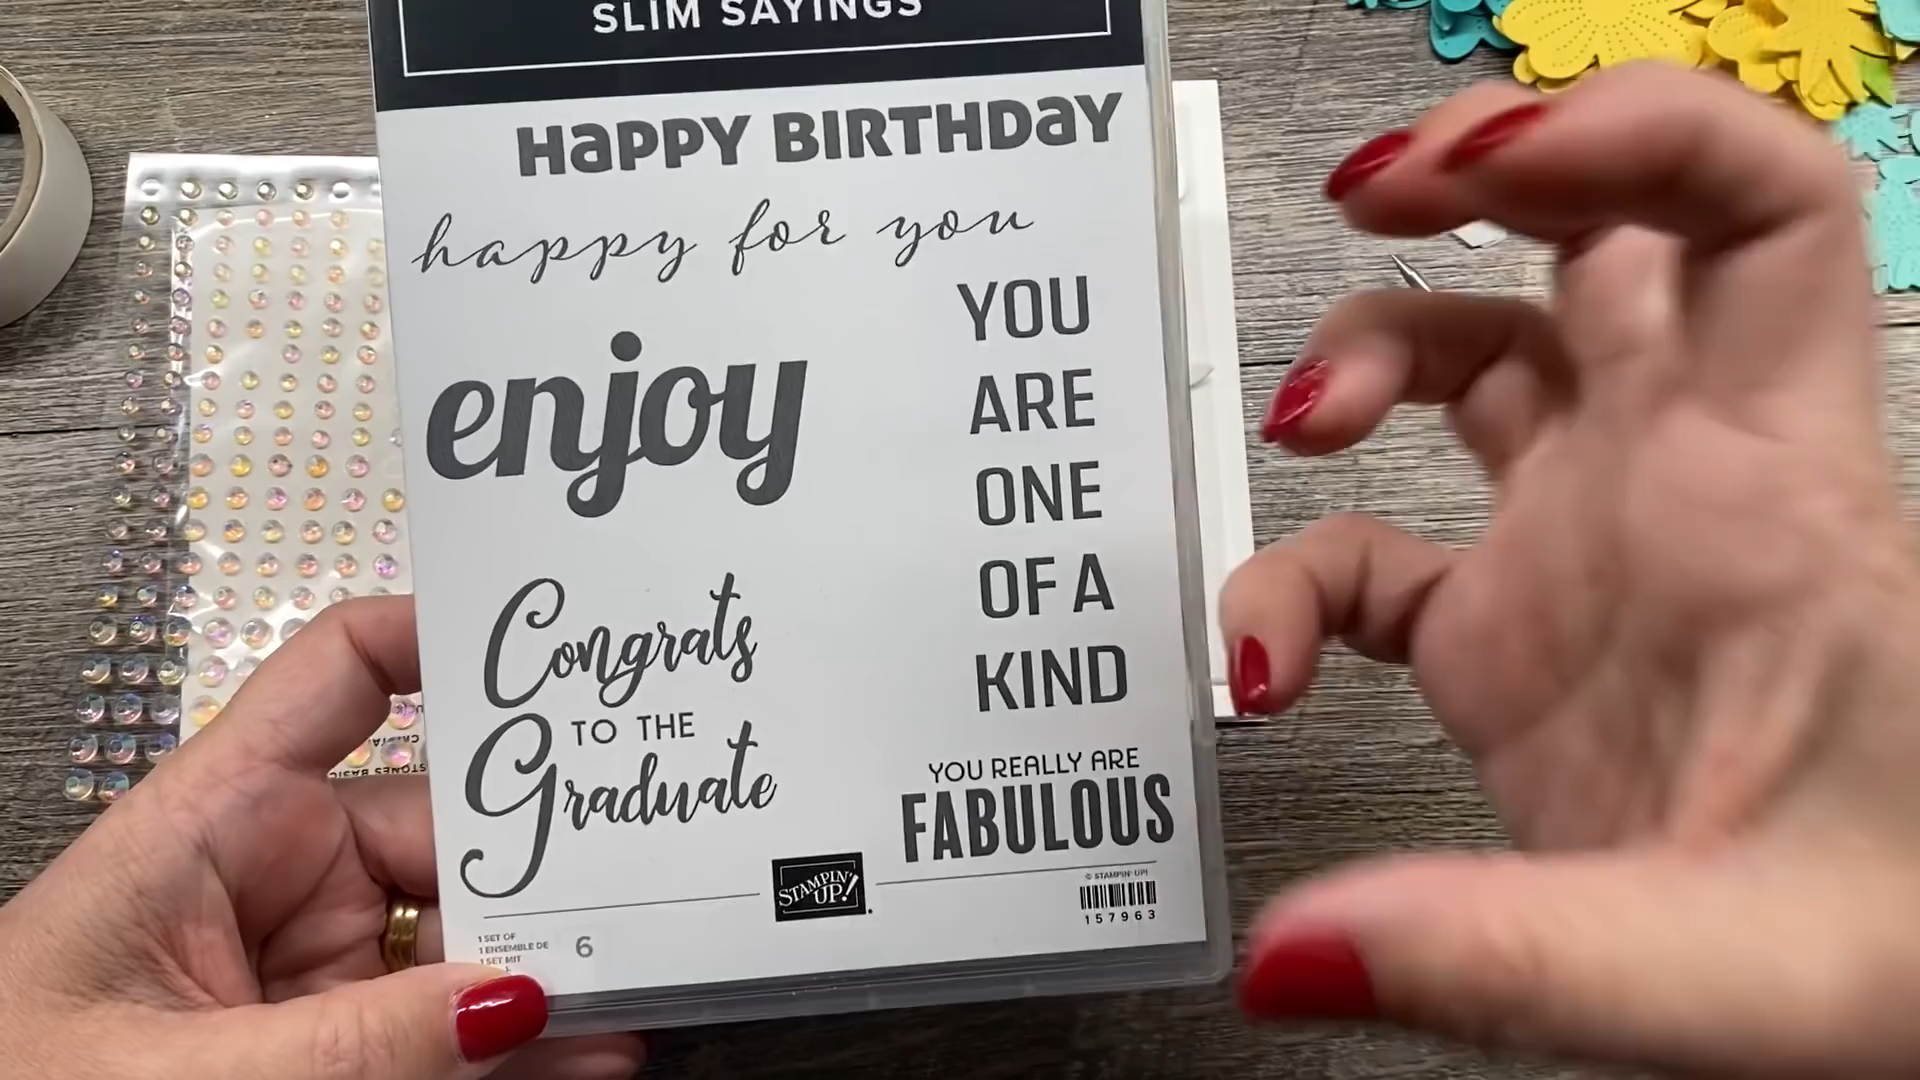 SLIM SAYINGS
HaPPY BIRTHDaY
happy for you
enjoy
YOU
ARE
ONE
OF A
KIND
Congrats
TO THE
Graduate
YOU REALLY ARE
FABULOUS
STAMPIN' UP!
© STAMPIN' UP!
157963
1 SET OF
1 ENSEMBLE DE
1 SET MIT
6